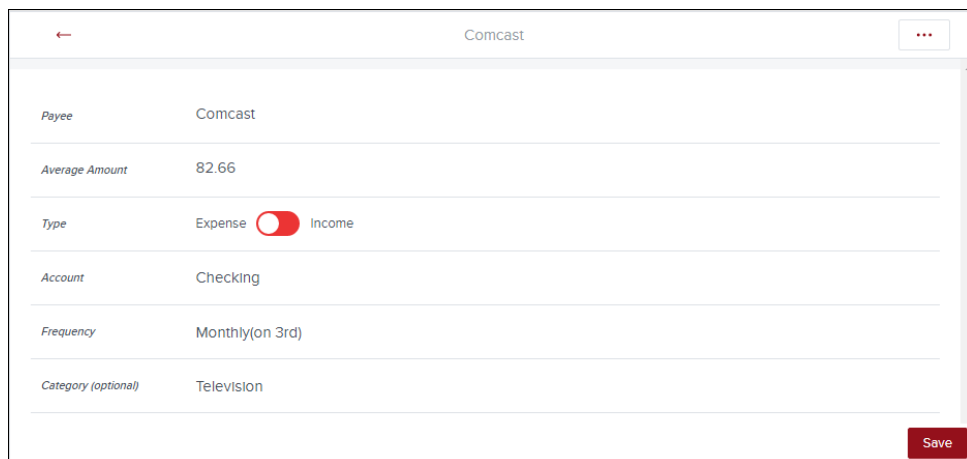 ← Comcast ...
Payee Comcast
Average Amount 82.66
Type Expense Income
Account Checking
Frequency Monthly(on 3rd)
Category (optional) Television
Save